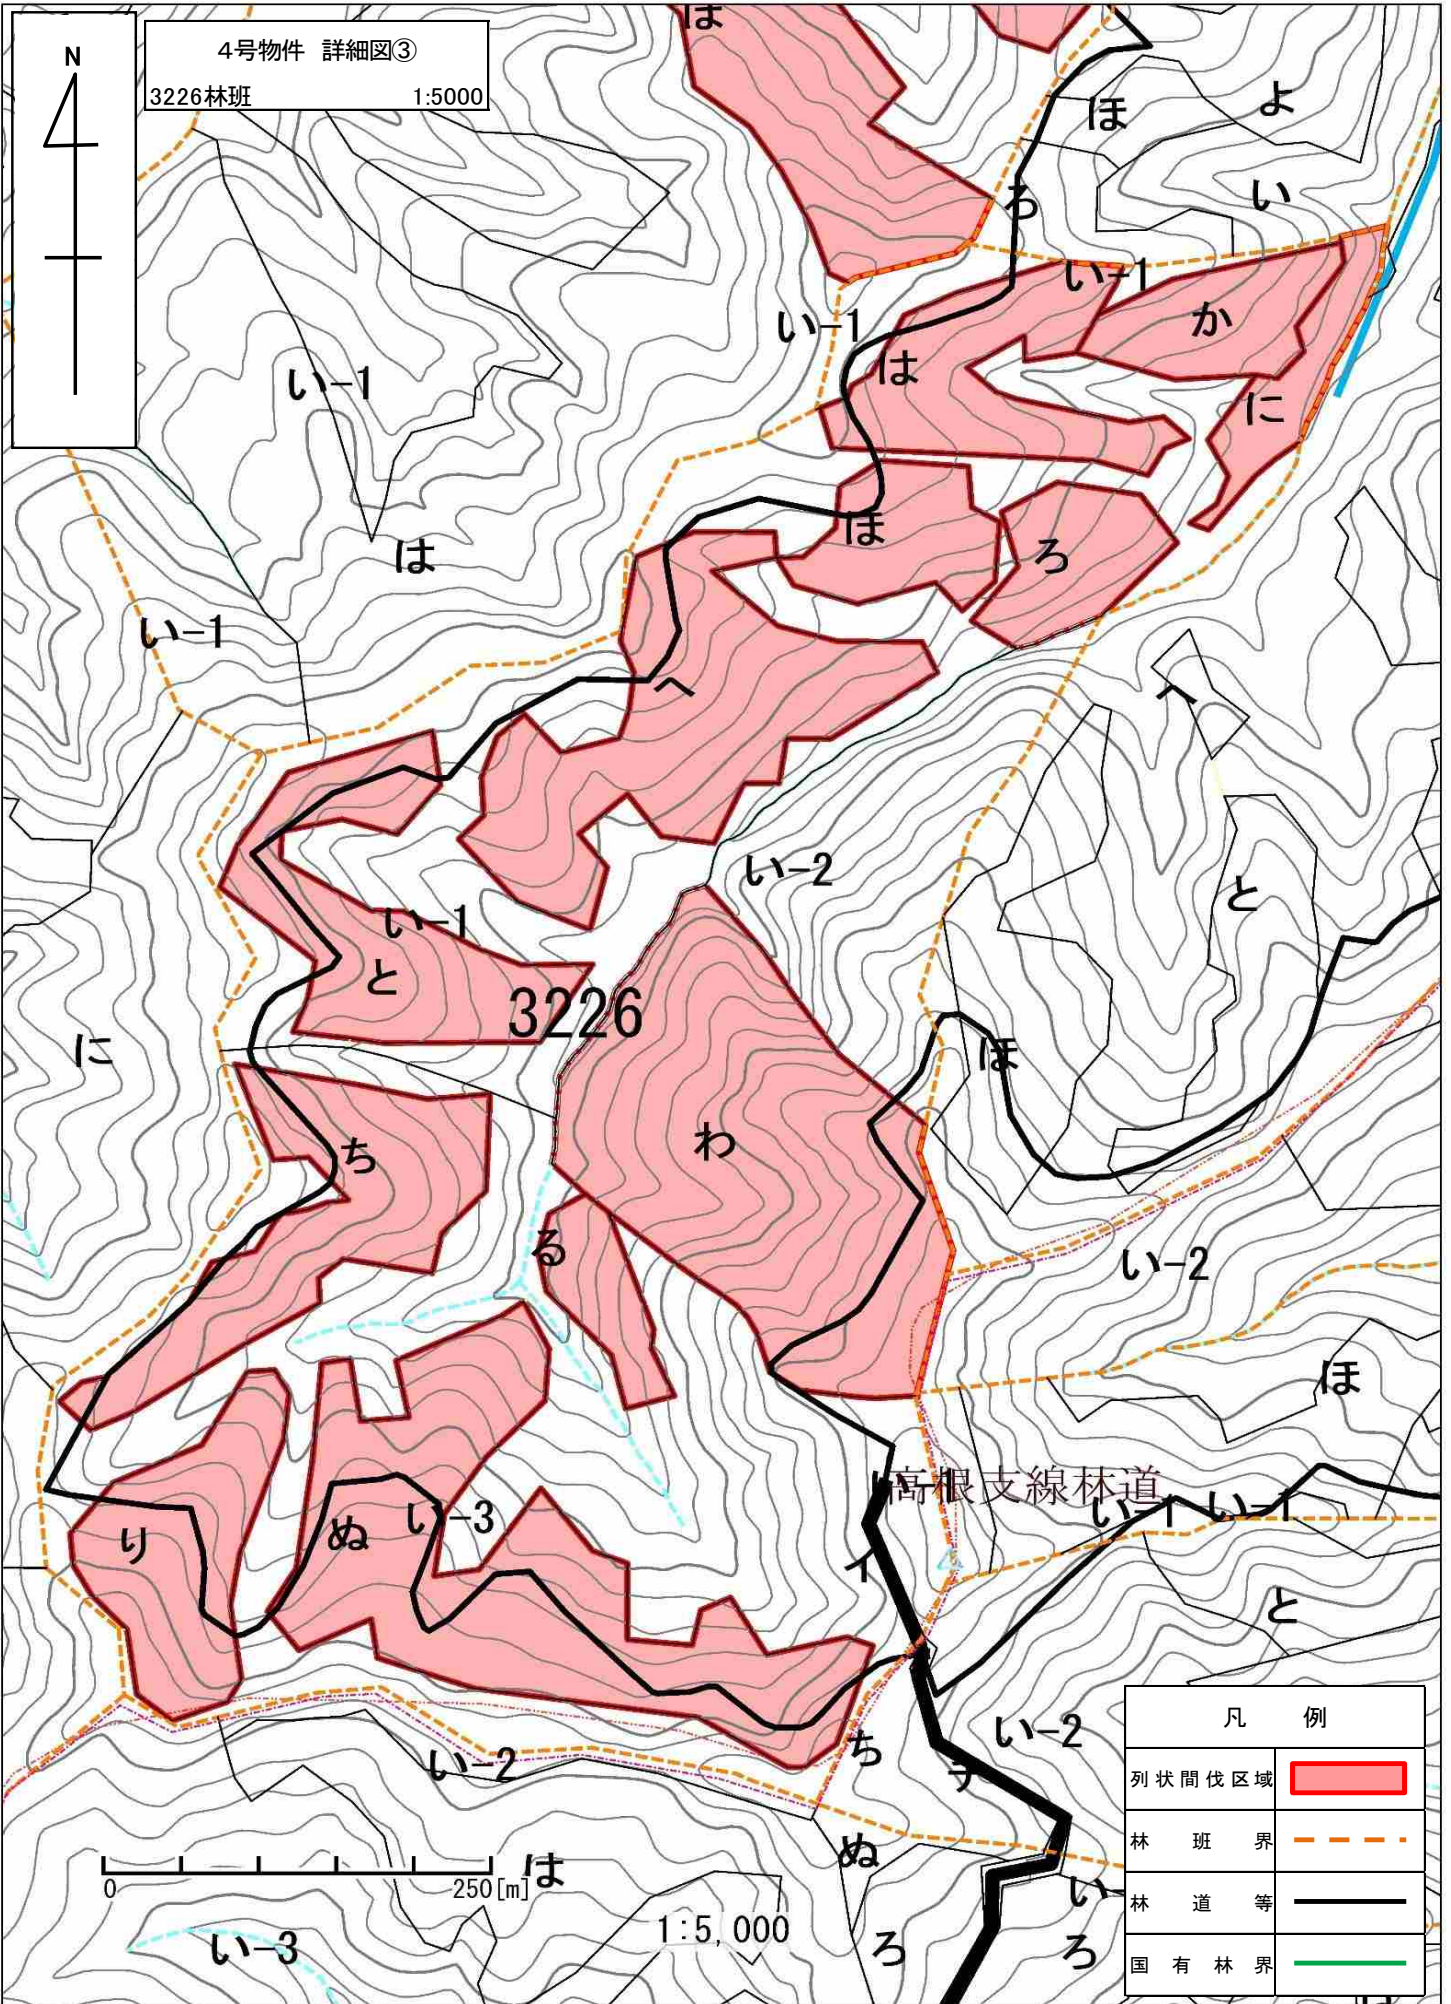 N
4号物件 詳細図③
3226林班 1:5000
ほ
ほ
よ
い
ろ
い-1
い-1
か
は
い-1
に
ほ
ろ
は
い-1
へ
へ
い-2
と
い-1
と
3226
に
ほ
ち
わ
る
い-2
ほ
高根支線林道
い-1
い-1
い-3
り
ぬ
イ
と
い-2
ち
い-2
ぬ
は
0 250[m]
1:5,000
い-3
ろ
ろ
凡 例
列状間伐区域
林班界
林道等
国有林界